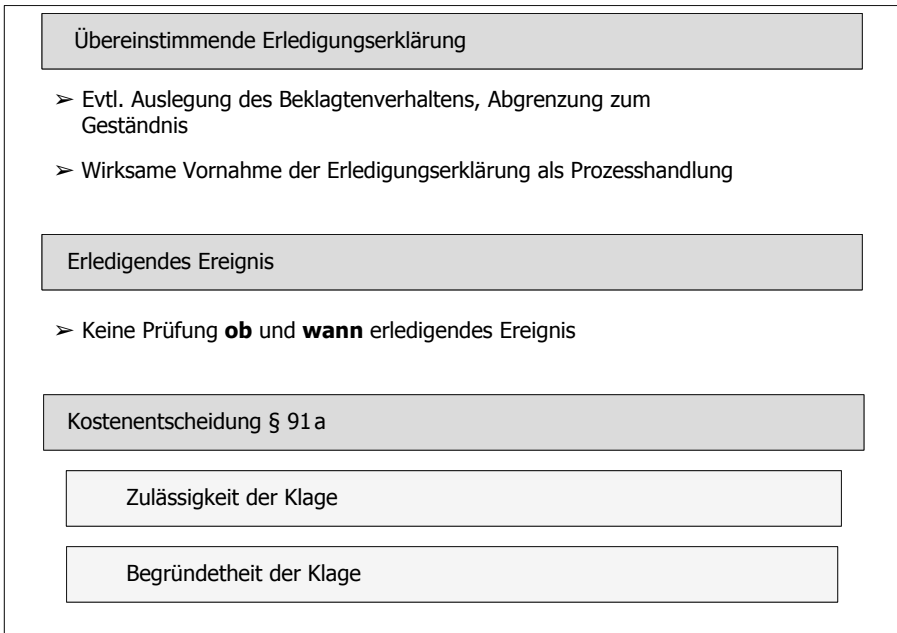 Übereinstimmende Erledigungserklärung
➢ Evtl. Auslegung des Beklagtenverhaltens, Abgrenzung zum
Geständnis
➢ Wirksame Vornahme der Erledigungserklärung als Prozesshandlung
Erledigendes Ereignis
➢ Keine Prüfung ob und wann erledigendes Ereignis
Kostenentscheidung § 91a
Zulässigkeit der Klage
Begründetheit der Klage